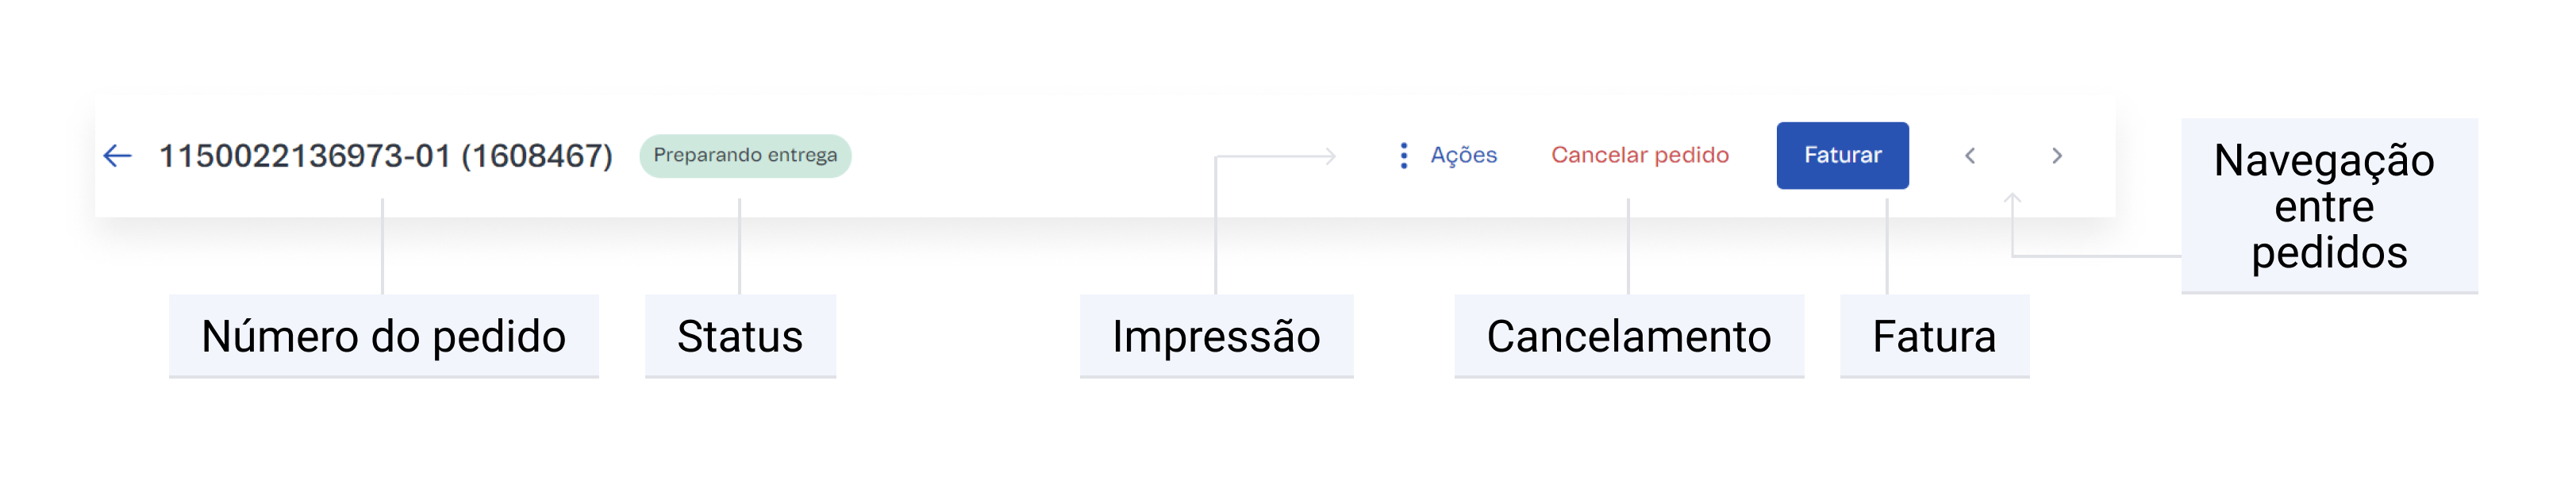 1150022136973-01 (1608467)
Preparando entrega
Ações
Cancelar pedido
Faturar
Navegação
entre
pedidos
Número do pedido
Status
Impressão
Cancelamento
Fatura